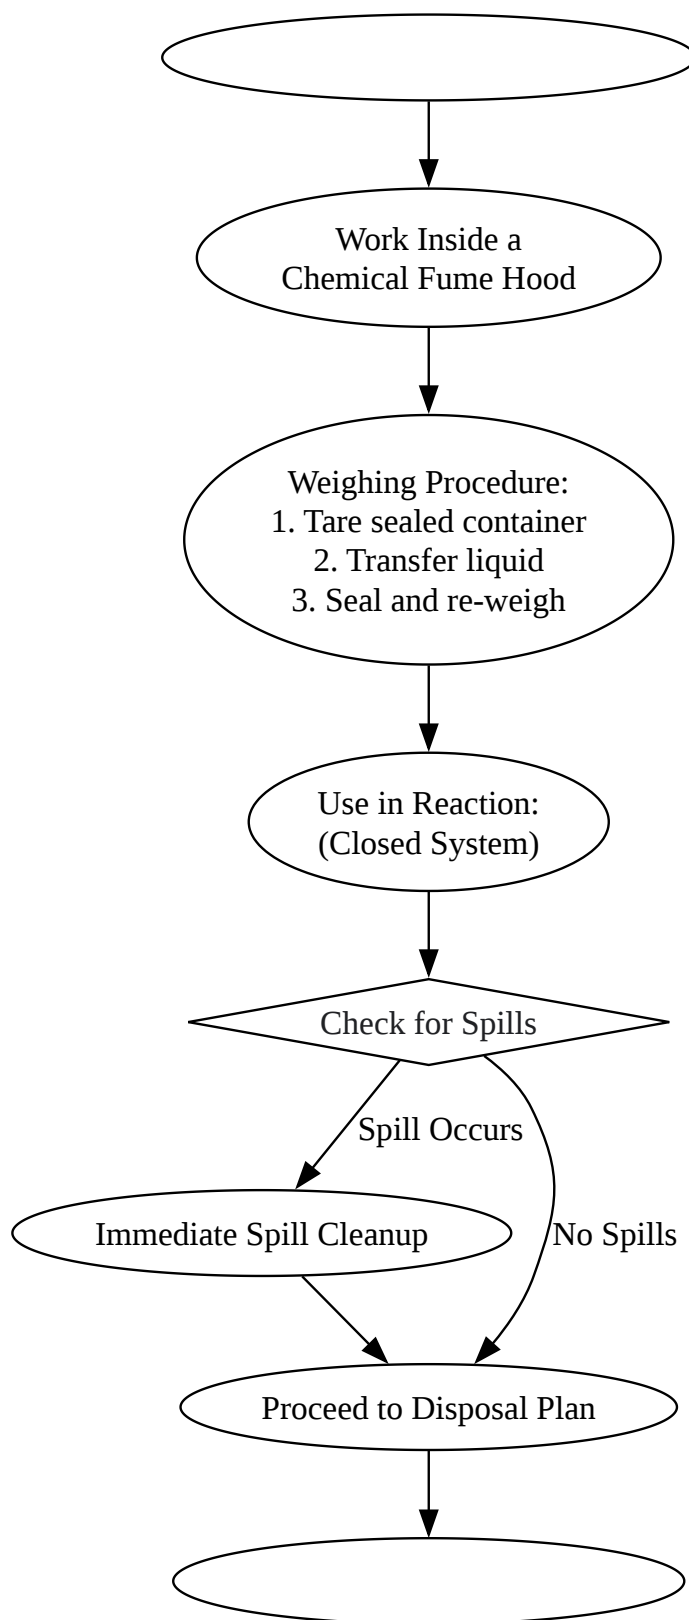 Work Inside a
Chemical Fume Hood
Weighing Procedure:
1. Tare sealed container
2. Transfer liquid
3. Seal and re-weigh
Use in Reaction:
(Closed System)
Check for Spills
Spill Occurs
Immediate Spill Cleanup
No Spills
Proceed to Disposal Plan